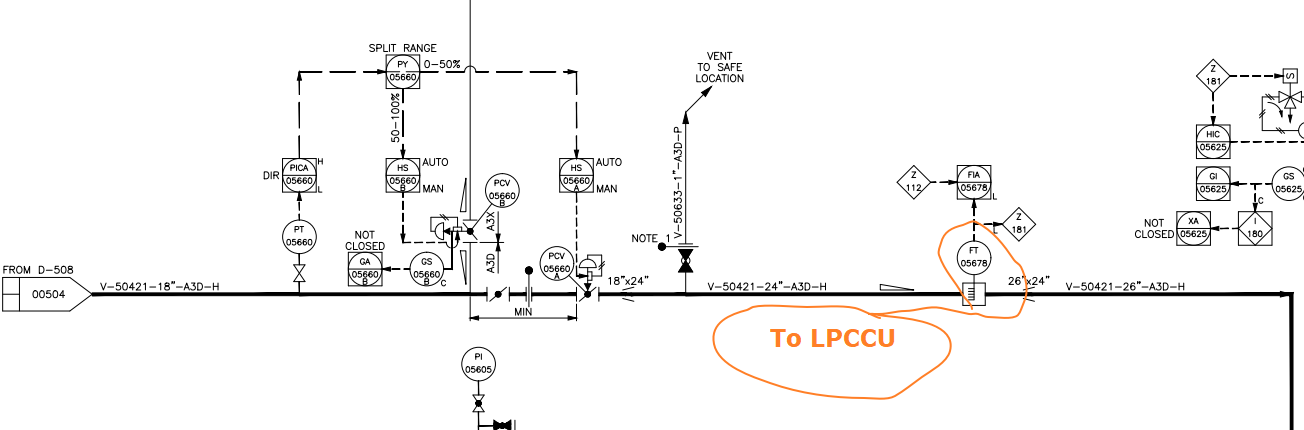 SPLIT RANGE
PY
05660
0-50%
50-100%
VENT
TO SAFE
LOCATION
V-50633-1"-A3D-P
Z
181
S
HIC
05625
DIR
PICA
05660
H
L
HS
05660
B
AUTO
MAN
HS
05660
A
AUTO
MAN
PCV
05660
B
Z
112
FIA
05678
L
Z
181
L
GI
05625
GS
05625
C
XA
05625
NOT
CLOSED
I
180
PT
05660
A3X
A3D
NOTE 1
FT
05678
NOT
CLOSED
GA
05660
B
GS
05660
B
C
PCV
05660
A
FROM D-508
00504
V-50421-18"-A3D-H
18"x24"
V-50421-24"-A3D-H
26"x24"
V-50421-26"-A3D-H
MIN
To LPCCU
PI
05605